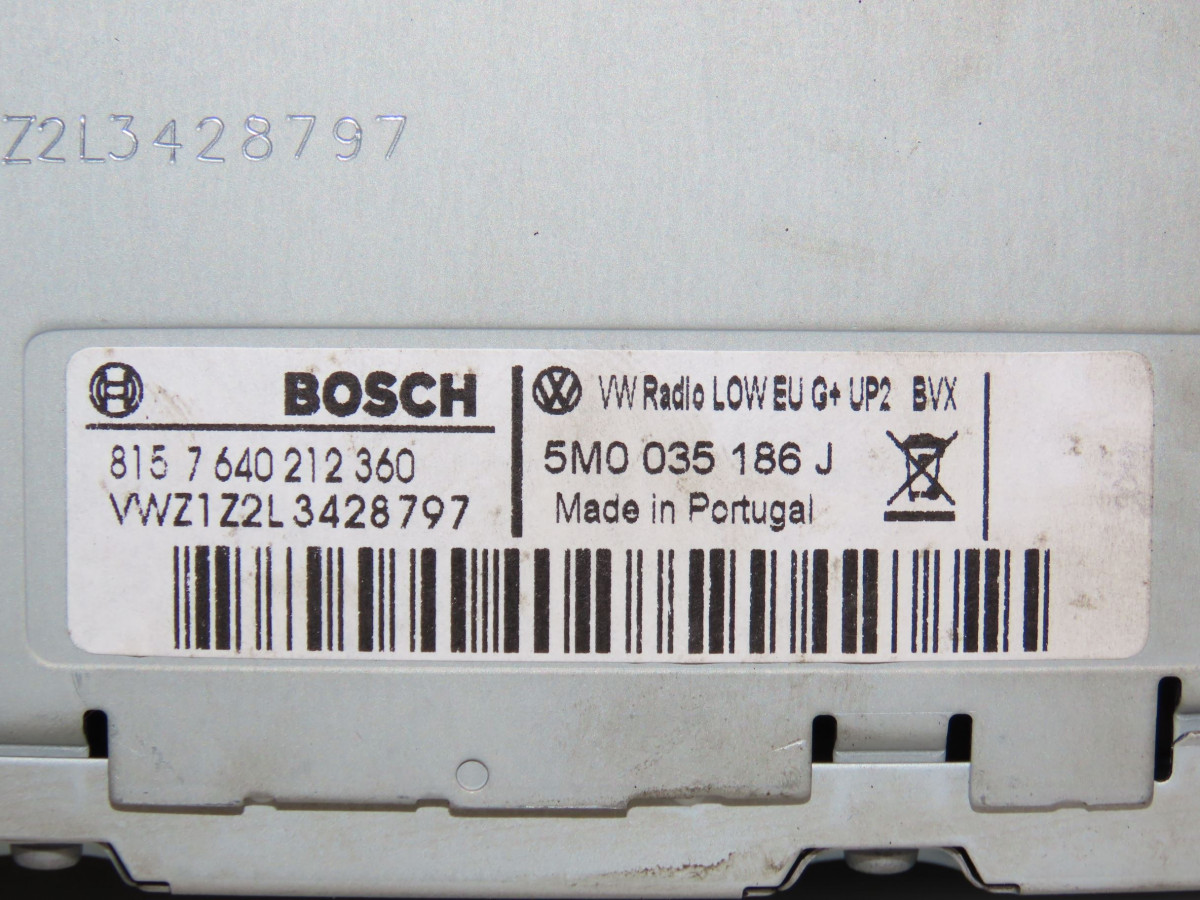 Z2L3428797
BOSCH
815 7 640 212 360
VWZ1Z2L3428797
VW Radio LOW EU G+ UP2 BVX
5M0 035 186 J
Made in Portugal